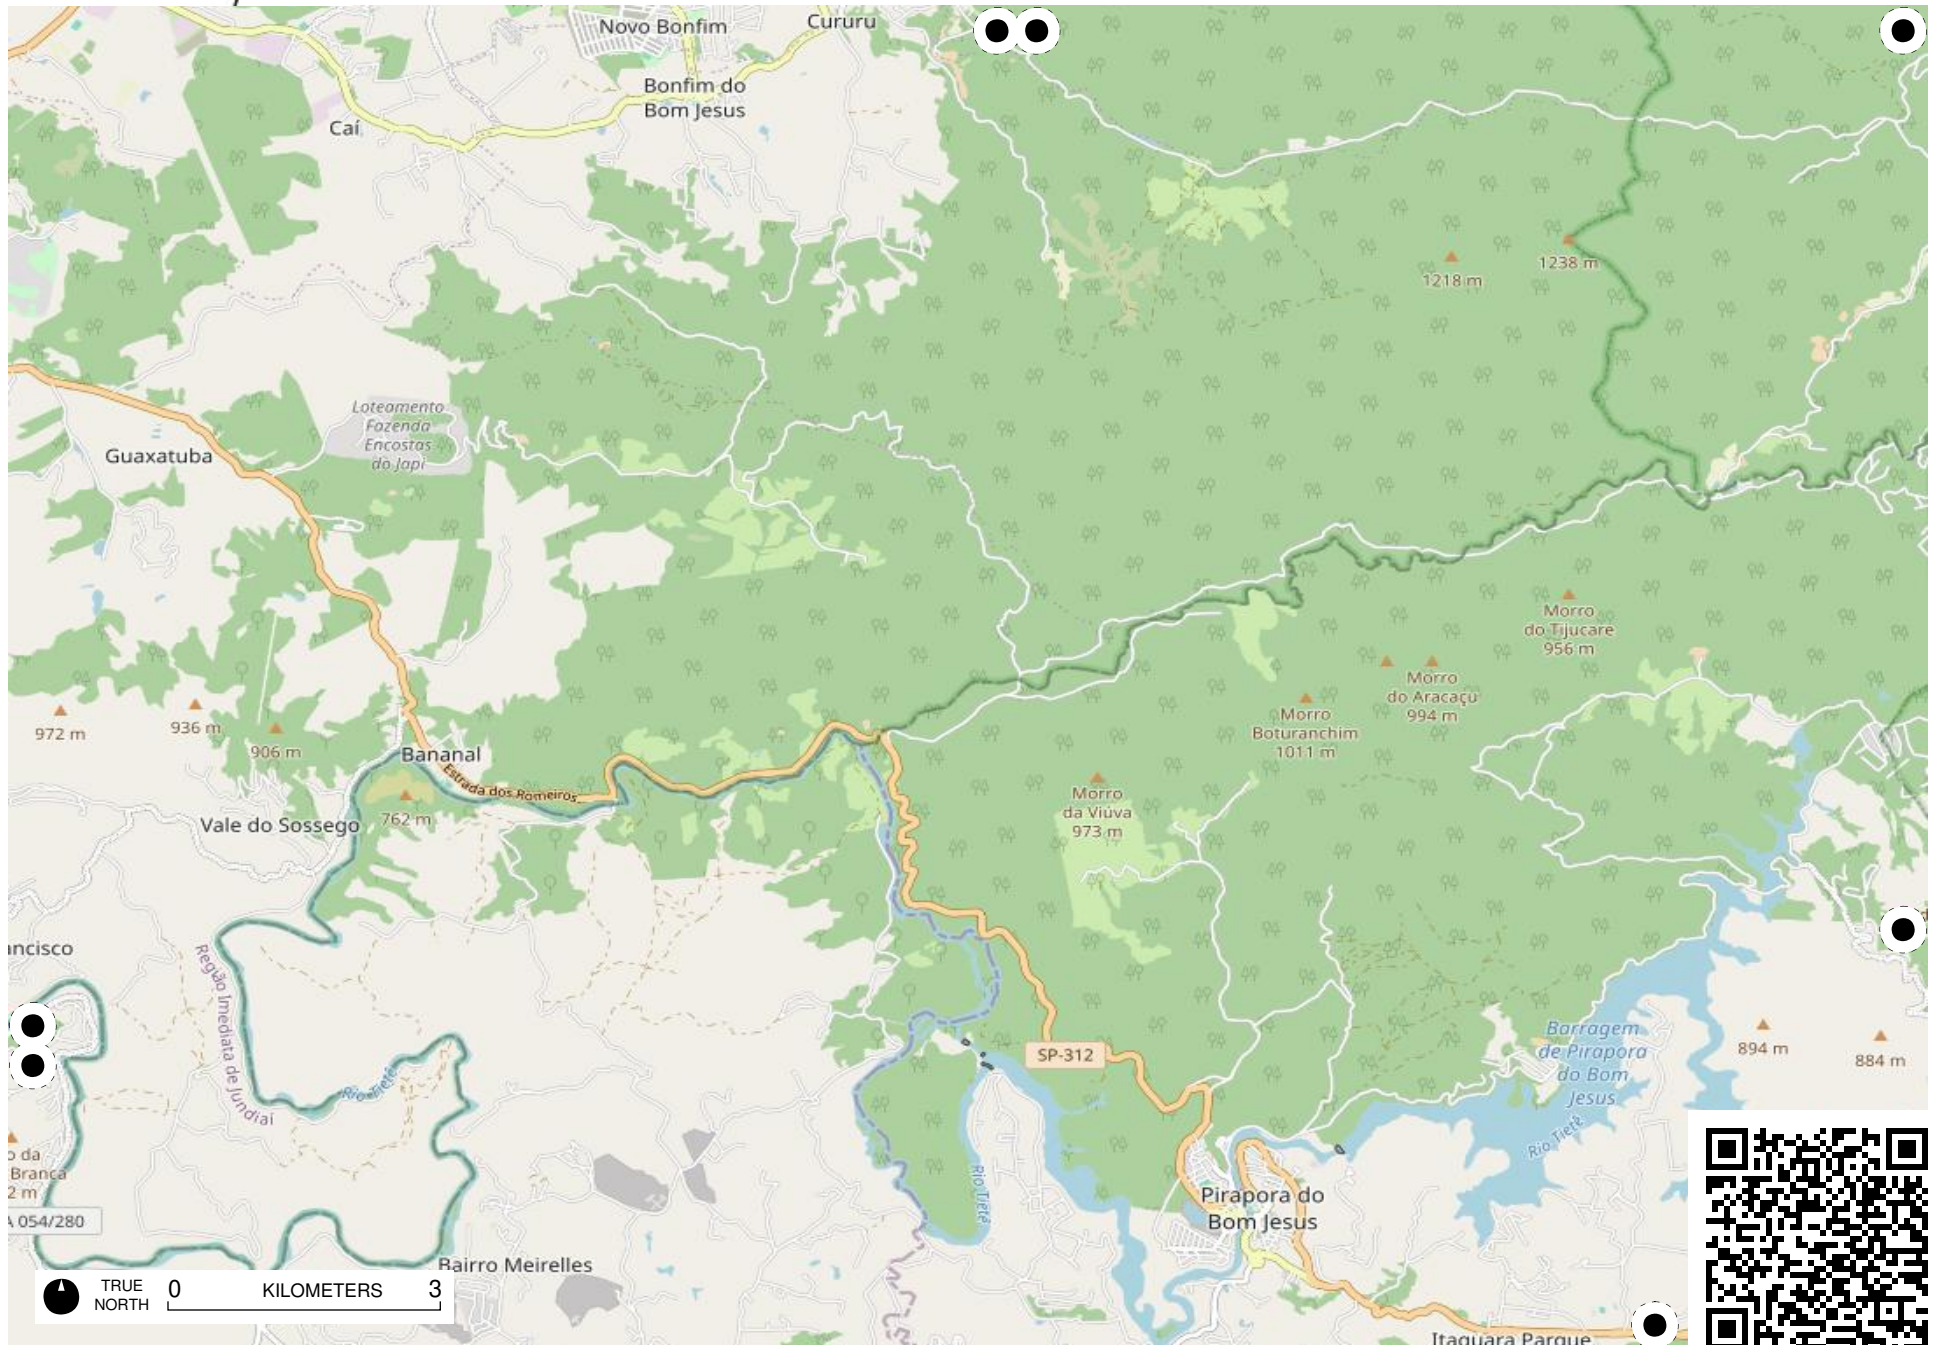 Novo Bonfim
Cururu
Bonfim do
Bom Jesus
Caí
1238 m
1218 m
Loteamento
Fazenda
Encostas
do Japi
Guaxatuba
Morro
do Tijucare
956 m
Morro
do Aracaçu
994 m
Morro
Boturanchim
1011 m
972 m
936 m
906 m
Bananal
Estrada dos Romeiros
762 m
Vale do Sossego
Morro
da Viúva
973 m
ancisco
Região Imediata de Jundiaí
Rio Tietê
SP-312
Barragem
de Pirapora
do Bom
Jesus
Rio Tietê
894 m
884 m
o da
Branca
2 m
A 054/280
Rio Tietê
Pirapora do
Bom Jesus
Bairro Meirelles
TRUE
NORTH
0 KILOMETERS 3
Itaquara Parque